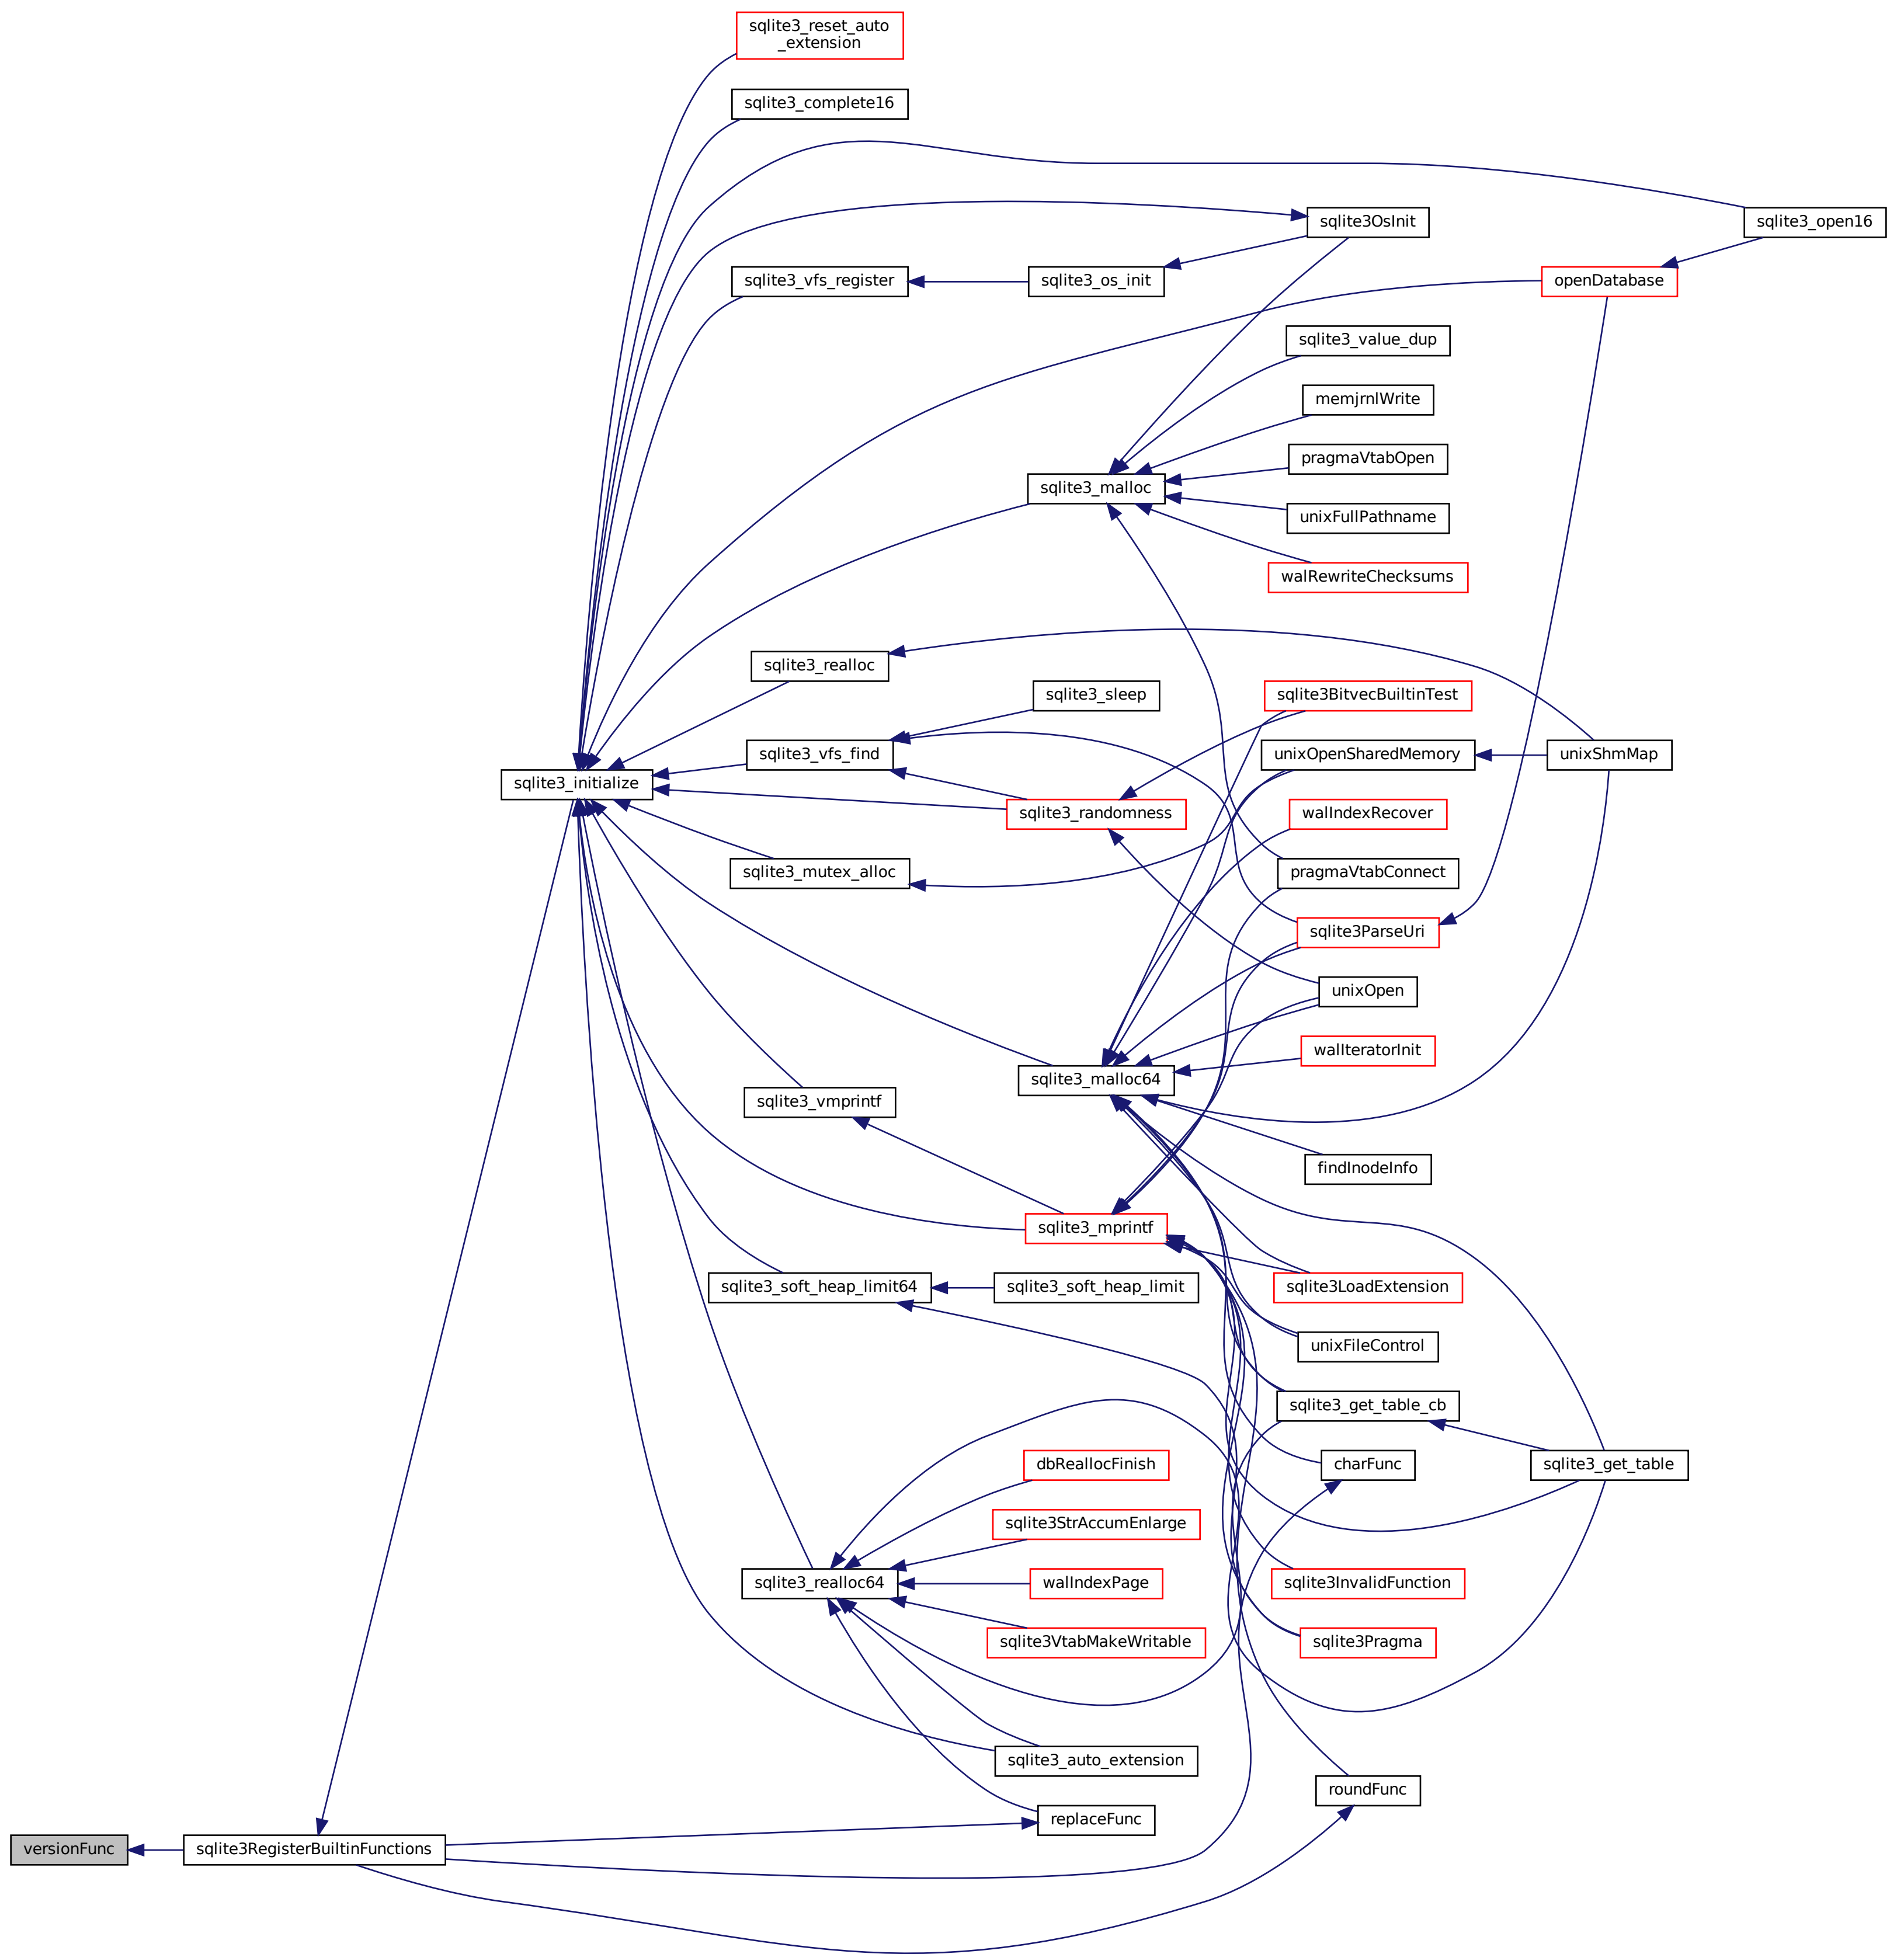 sqlite3_reset_auto
_extension
sqlite3_complete16
sqlite3OsInit
sqlite3_open16
sqlite3_vfs_register
sqlite3_os_init
openDatabase
sqlite3_value_dup
memjrnlWrite
pragmaVtabOpen
sqlite3_malloc
unixFullPathname
walRewriteChecksums
sqlite3_realloc
sqlite3_sleep
sqlite3BitvecBuiltinTest
sqlite3_vfs_find
unixOpenSharedMemory
unixShmMap
sqlite3_initialize
sqlite3_randomness
walIndexRecover
sqlite3_mutex_alloc
pragmaVtabConnect
sqlite3ParseUri
unixOpen
walIteratorInit
sqlite3_malloc64
sqlite3_vmprintf
findInodeInfo
sqlite3_mprintf
sqlite3_soft_heap_limit64
sqlite3_soft_heap_limit
sqlite3LoadExtension
unixFileControl
sqlite3_get_table_cb
dbReallocFinish
charFunc
sqlite3_get_table
sqlite3StrAccumEnlarge
sqlite3_realloc64
walIndexPage
sqlite3InvalidFunction
sqlite3VtabMakeWritable
sqlite3Pragma
sqlite3_auto_extension
roundFunc
replaceFunc
versionFunc
sqlite3RegisterBuiltinFunctions